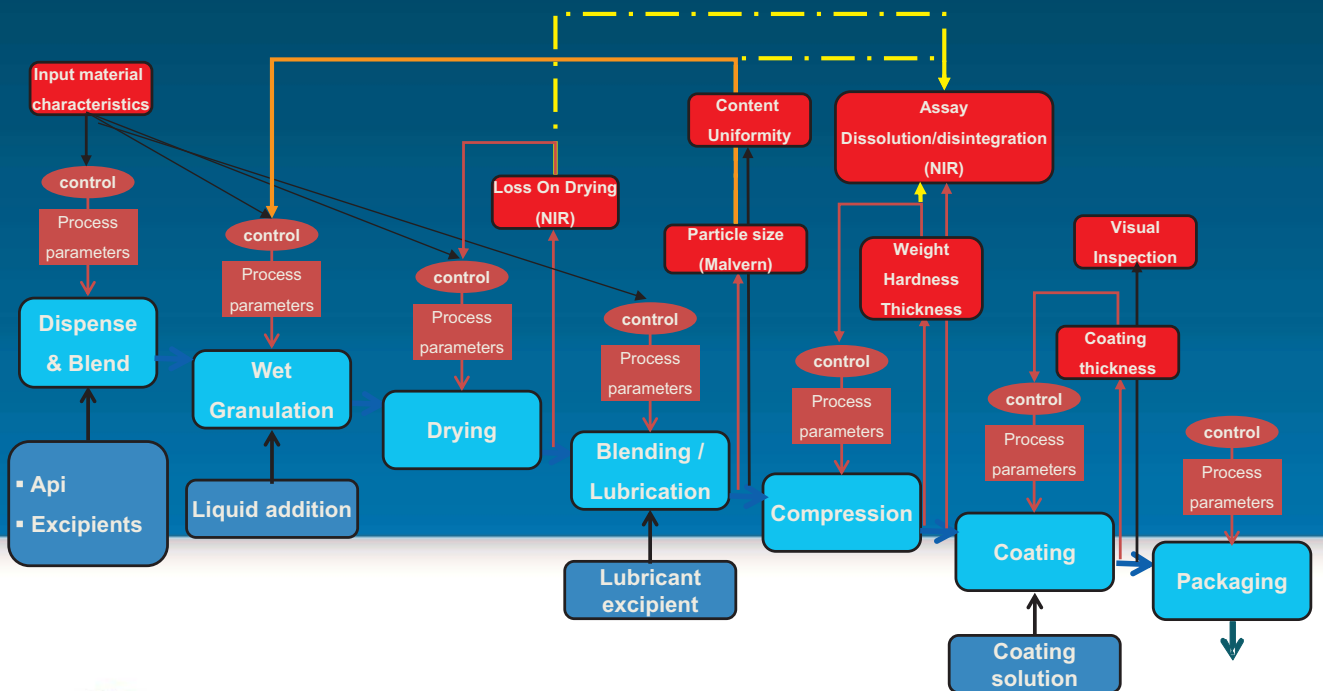 Input material
characteristics
control
Process
parameters
Dispense
& Blend
▪ Api
▪ Excipients
control
Process
parameters
Wet
Granulation
Liquid addition
Loss On Drying
(NIR)
control
Process
parameters
Drying
control
Process
parameters
Blending /
Lubrication
Lubricant
excipient
Content
Uniformity
Particle size
(Malvern)
Assay
Dissolution/disintegration
(NIR)
Weight
Hardness
Thickness
control
Process
parameters
Compression
Visual
Inspection
Coating
thickness
control
Process
parameters
Coating
Coating
solution
control
Process
parameters
Packaging